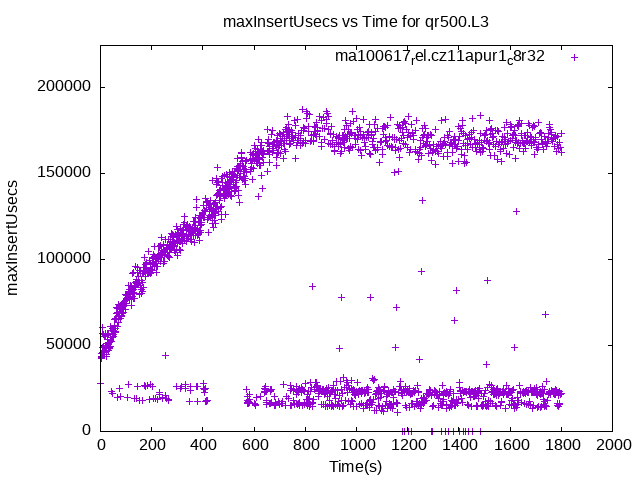 maxInsertUsecs vs Time for qr500.L3
ma100617rel.cz11apur1c8r32
200000
150000
maxInsertUsecs
100000
50000
0
0 200 400 600 800 1000 1200 1400 1600 1800 2000
Time(s)